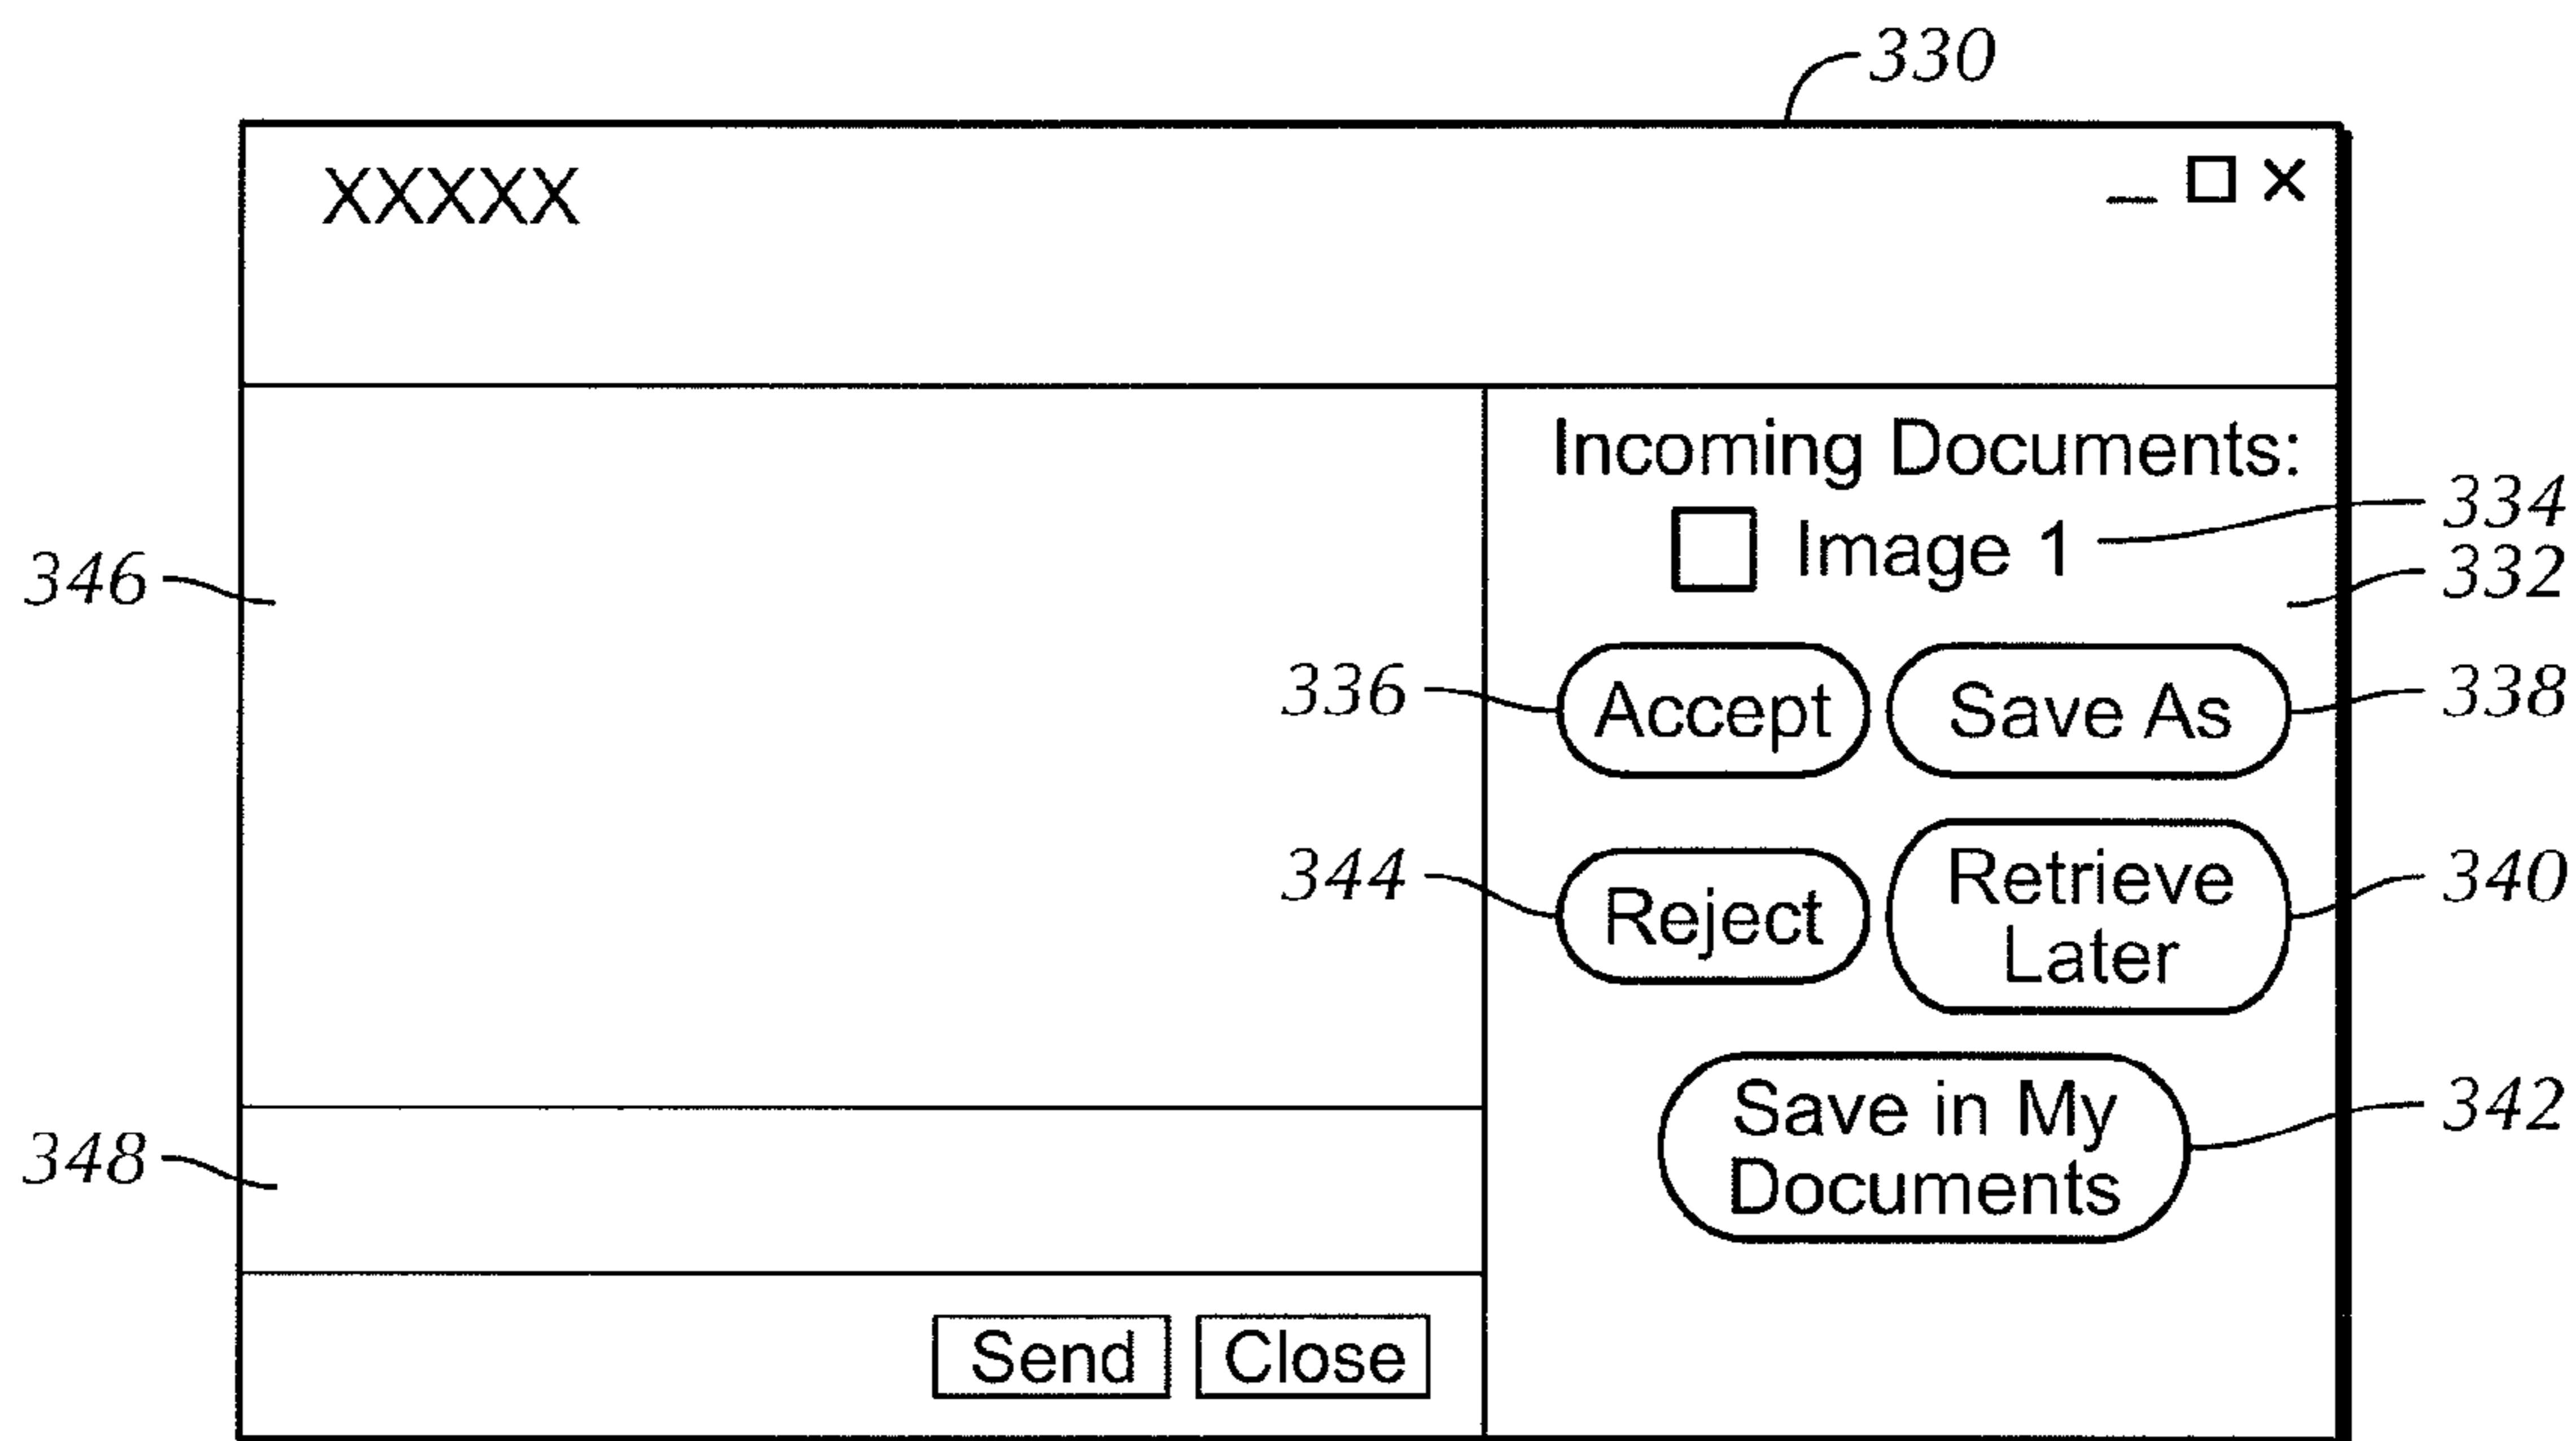 330
XXXXX
Incoming Documents:
334
Image 1
346
332
336
Accept
Save As
338
344
Reject
Retrieve
Later
340
Save in My
Documents
342
348
Send
Close